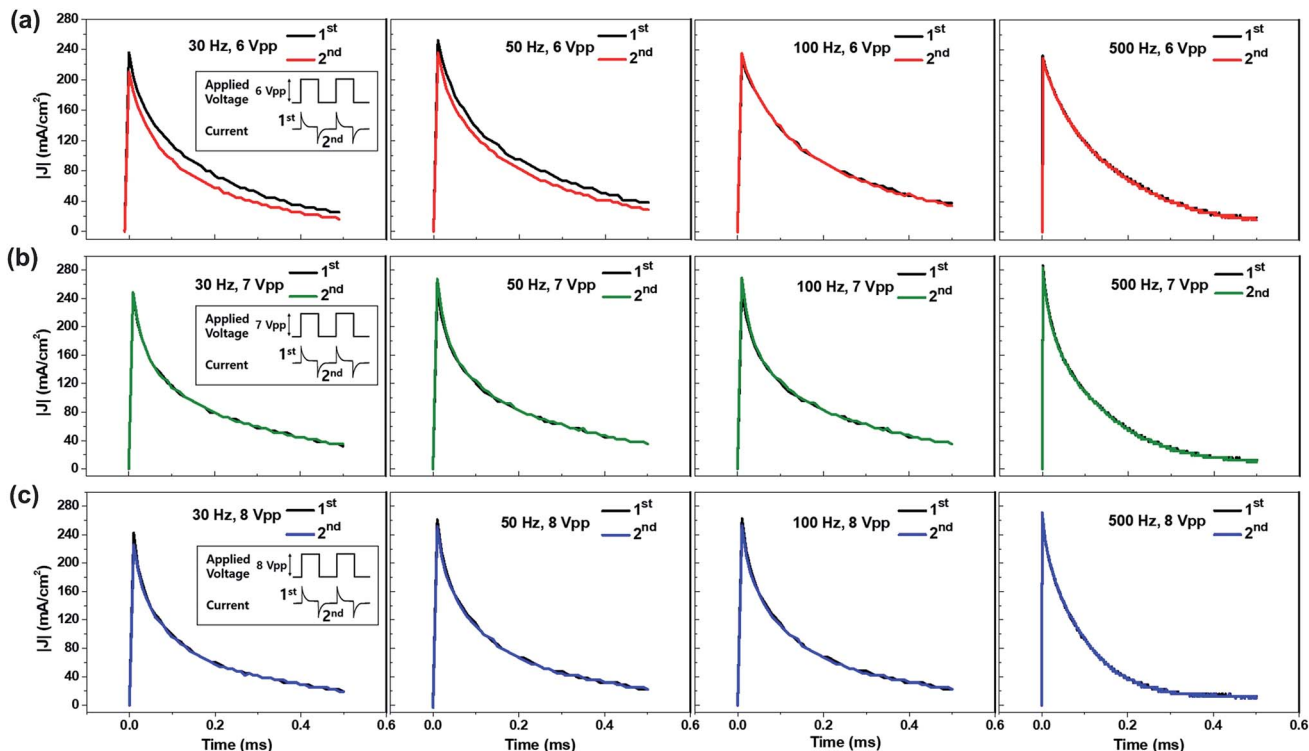 (a)
280
240
200
160
120
80
40
0
|J| (mA/cm²)
30 Hz, 6 Vpp
1st
2nd
Applied Voltage
6 Vpp
Current
1st
2nd
50 Hz, 6 Vpp
1st
2nd
100 Hz, 6 Vpp
1st
2nd
500 Hz, 6 Vpp
1st
2nd
(b)
280
240
200
160
120
80
40
0
|J| (mA/cm²)
30 Hz, 7 Vpp
1st
2nd
Applied Voltage
7 Vpp
Current
1st
2nd
50 Hz, 7 Vpp
1st
2nd
100 Hz, 7 Vpp
1st
2nd
500 Hz, 7 Vpp
1st
2nd
(c)
280
240
200
160
120
80
40
0
|J| (mA/cm²)
30 Hz, 8 Vpp
1st
2nd
Applied Voltage
8 Vpp
Current
1st
2nd
50 Hz, 8 Vpp
1st
2nd
100 Hz, 8 Vpp
1st
2nd
500 Hz, 8 Vpp
1st
2nd
0.0 0.2 0.4 0.6 0.0 0.2 0.4 0.6 0.0 0.2 0.4 0.6 0.0 0.2 0.4 0.6
Time (ms) Time (ms) Time (ms) Time (ms)